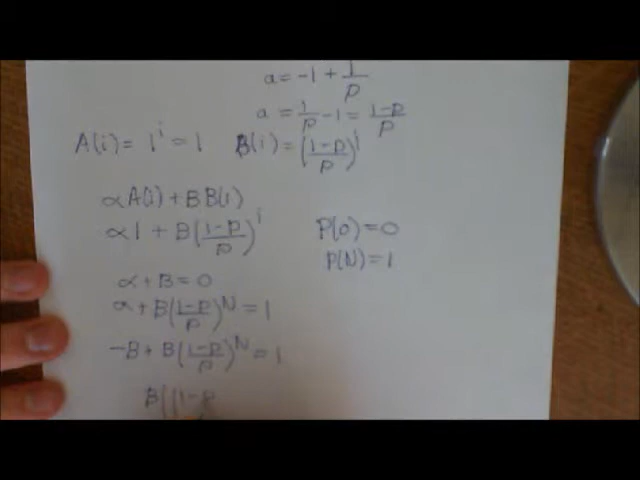 a = -1 + 1/p
a = 1/p - 1 = (1-p)/p
A(i) = 1^i = 1 B(i) = ((1-p)/p)^i
αA(i) + BB(i)
α1 + B((1-p)/p)^i P(0) = 0
P(N) = 1
α + B = 0
α + B((1-p)/p)^N = 1
-B + B((1-p)/p)^N = 1
B((1-p